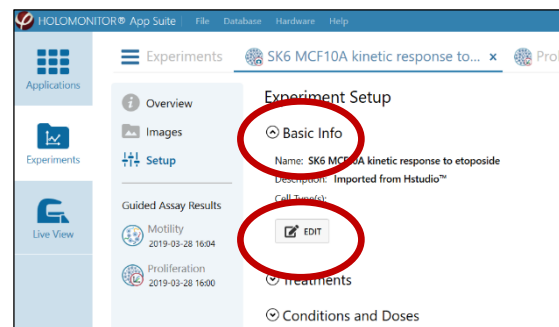 HOLOMONITOR® App Suite File Database Hardware Help
Experiments SK6 MCF10A kinetic response to... × Prol
Applications
Experiments
Live View
Overview
Images
Setup
Guided Assay Results
Motility
2019-03-28 16:04
Proliferation
2019-03-28 16:00
Experiment Setup
Basic Info
Name: SK6 MCF10A kinetic response to etoposide
Description: Imported from Hstudio™
Cell Type(s):
EDIT
Treatments
Conditions and Doses